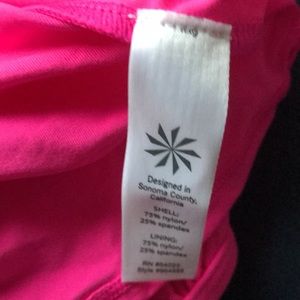 Designed in
Sonoma County,
California
SHELL:
75% nylon/
25% spandex
LINING:
75% nylon/
25% spandex
RN
Style